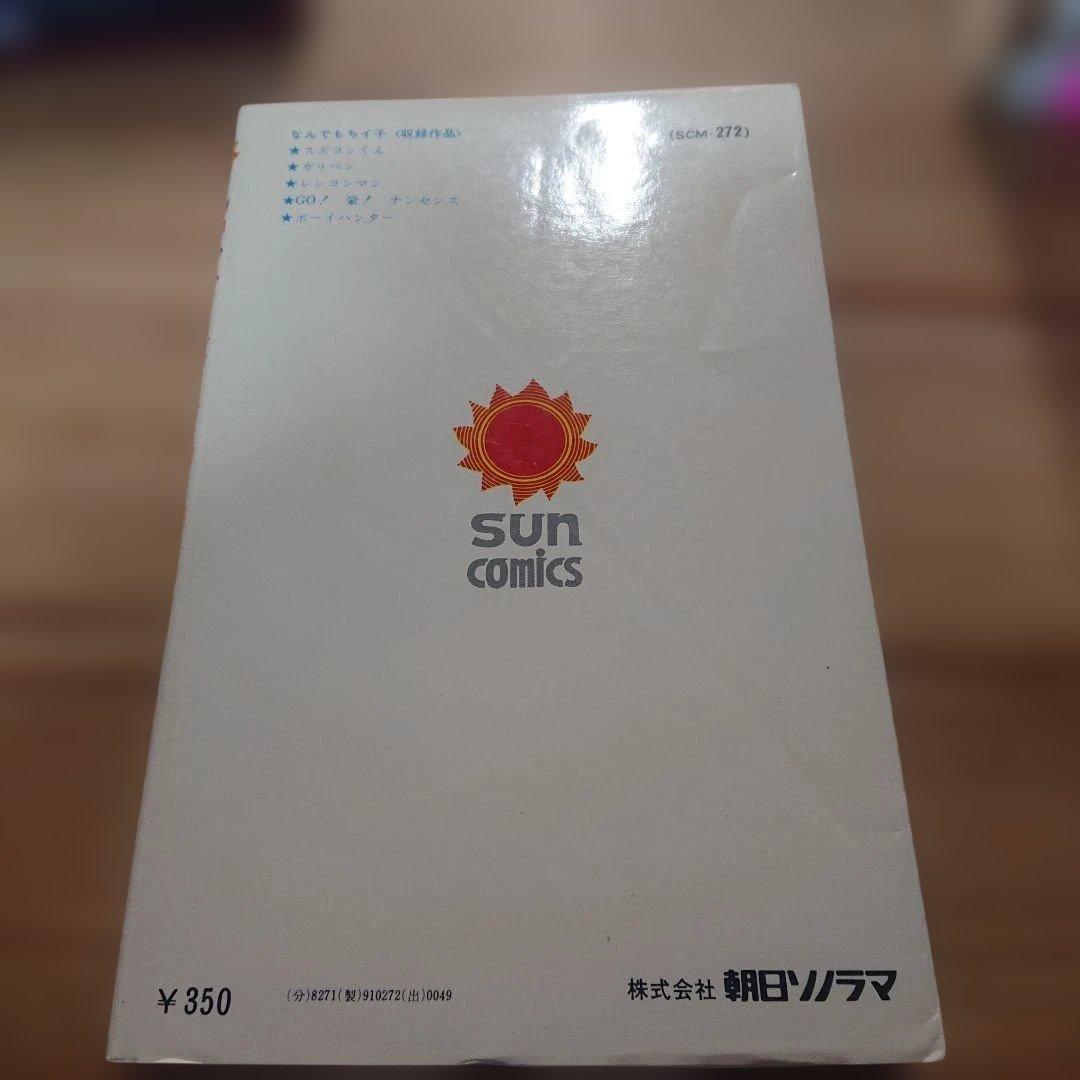 なんでもちイ子〈収録作品〉
(SCM-272)
★スポコンくん
★ガリベン
★レンコンマン
★GO！ 豪！ ナンセンス
★ボーイハンター
sun
comics
¥350
(分)8271(製)910272(出)0049
株式会社 朝日ソノラマ